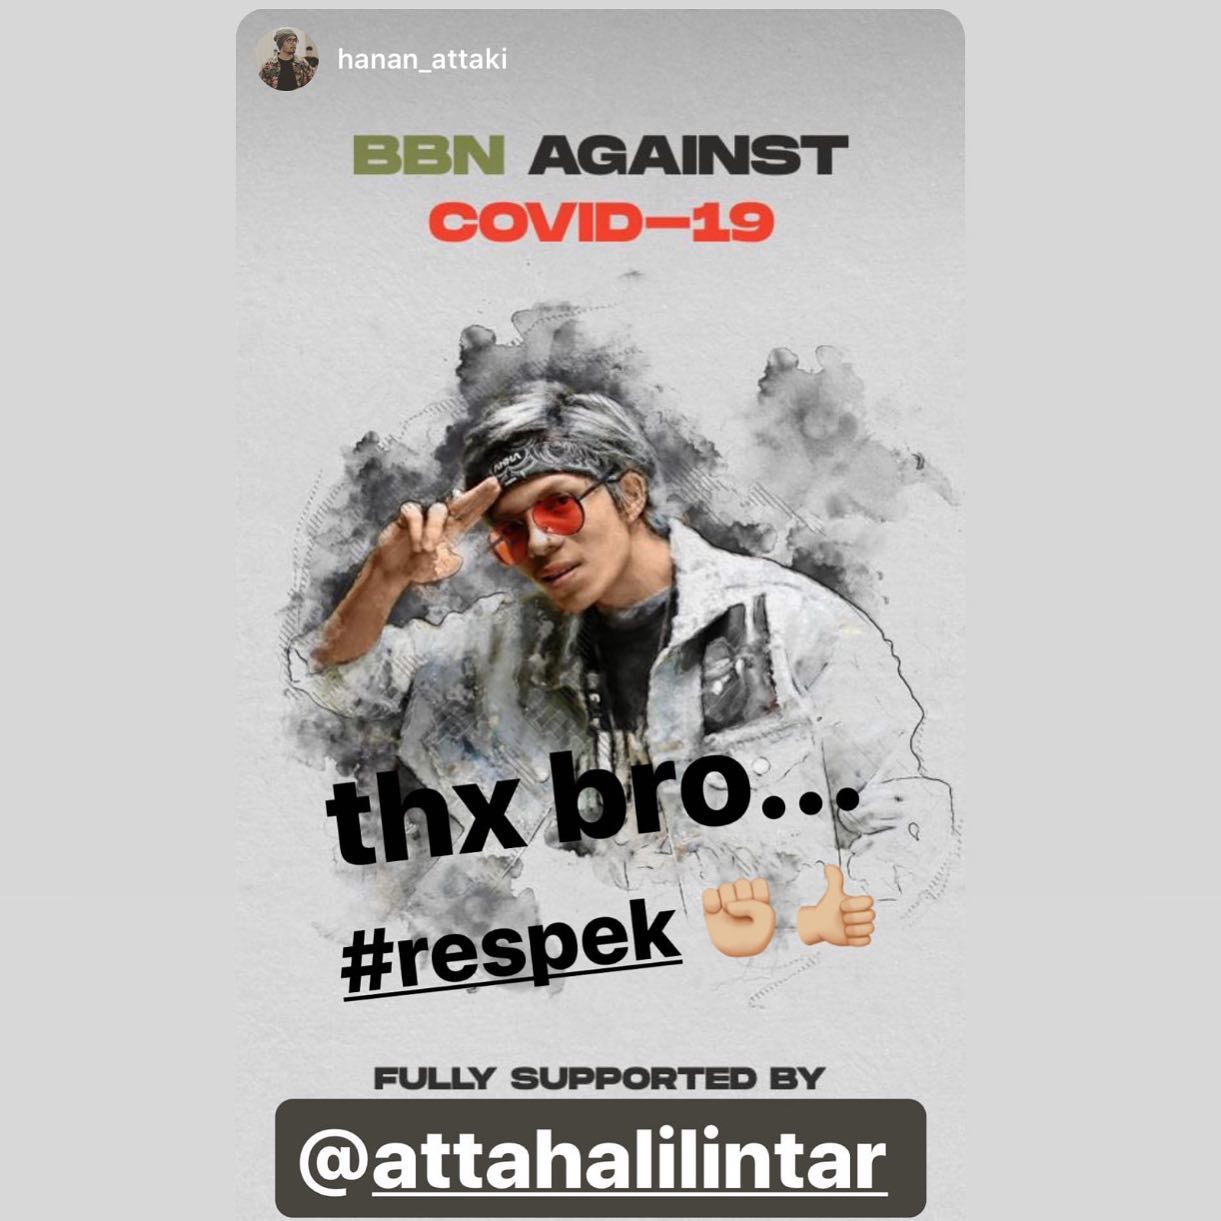 hanan_attaki
BBN AGAINST
COVID-19
thx bro...
#respek ✊🏼👍🏼
FULLY SUPPORTED BY
@attahalilintar